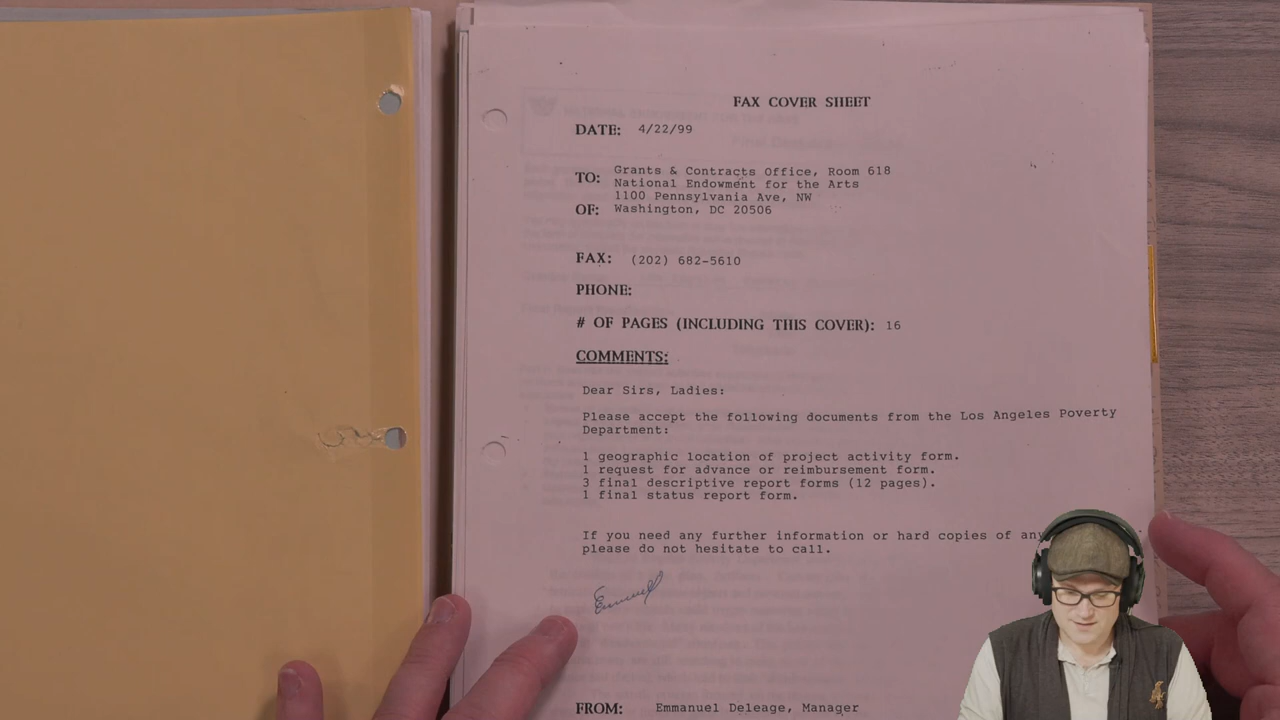 FAX COVER SHEET
DATE: 4/22/99
TO: Grants & Contracts Office, Room 618
National Endowment for the Arts
1100 Pennsylvania Ave, NW
OF: Washington, DC 20506
FAX: (202) 682-5610
PHONE:
# OF PAGES (INCLUDING THIS COVER): 16
COMMENTS:
Dear Sirs, Ladies:
Please accept the following documents from the Los Angeles Poverty
Department:
1 geographic location of project activity form.
1 request for advance or reimbursement form.
3 final descriptive report forms (12 pages).
1 final status report form.
If you need any further information or hard copies of any
please do not hesitate to call.
Emmanuel
FROM: Emmanuel Deleage, Manager